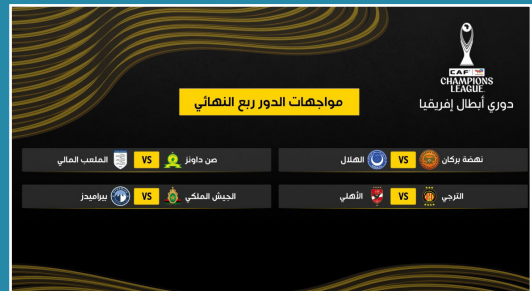 CAF
CHAMPIONS
LEAGUE
دوري أبطال إفريقيا
مواجهات الدور ربع النهائي
نهضة بركان VS الهلال
صن داونز VS الملعب المالي
الترجي VS الأهلي
الجيش الملكي VS بيراميدز